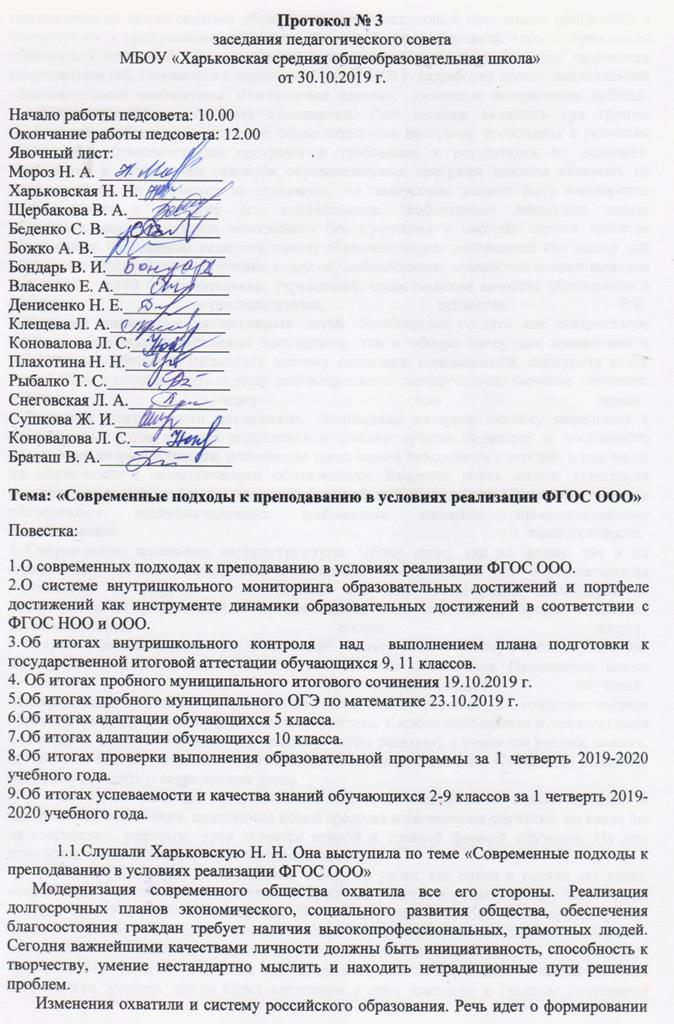 Протокол № 3
заседания педагогического совета
МБОУ «Харьковская средняя общеобразовательная школа»
от 30.10.2019 г.
Начало работы педсовета: 10.00
Окончание работы педсовета: 12.00
Явочный лист:
Мороз Н. А.
Харьковская Н. Н.
Щербакова В. А.
Беденко С. В.
Божко А. В.
Бондарь В. И. Бондарь
Власенко Е. А.
Денисенко Н. Е.
Клещева Л. А.
Коновалова Л. С.
Плахотина Н. Н.
Рыбалко Т. С.
Снеговская Л. А.
Сушкова Ж. И.
Коновалова Л. С.
Браташ В. А.
Тема: «Современные подходы к преподаванию в условиях реализации ФГОС ООО»
Повестка:
1.О современных подходах к преподаванию в условиях реализации ФГОС ООО.
2.О системе внутришкольного мониторинга образовательных достижений и портфеле
достижений как инструменте динамики образовательных достижений в соответствии с
ФГОС НОО и ООО.
3.Об итогах внутришкольного контроля над выполнением плана подготовки к
государственной итоговой аттестации обучающихся 9, 11 классов.
4. Об итогах пробного муниципального итогового сочинения 19.10.2019 г.
5.Об итогах пробного муниципального ОГЭ по математике 23.10.2019 г.
6.Об итогах адаптации обучающихся 5 класса.
7.Об итогах адаптации обучающихся 10 класса.
8.Об итогах проверки выполнения образовательной программы за 1 четверть 2019-2020
учебного года.
9.Об итогах успеваемости и качества знаний обучающихся 2-9 классов за 1 четверть 2019-
2020 учебного года.
1.1.Слушали Харьковскую Н. Н. Она выступила по теме «Современные подходы к
преподаванию в условиях реализации ФГОС ООО»
Модернизация современного общества охватила все его стороны. Реализация
долгосрочных планов экономического, социального развития общества, обеспечения
благосостояния граждан требует наличия высокопрофессиональных, грамотных людей.
Сегодня важнейшими качествами личности должны быть инициативность, способность к
творчеству, умение нестандартно мыслить и находить нетрадиционные пути решения
проблем.
Изменения охватили и систему российского образования. Речь идет о формировании